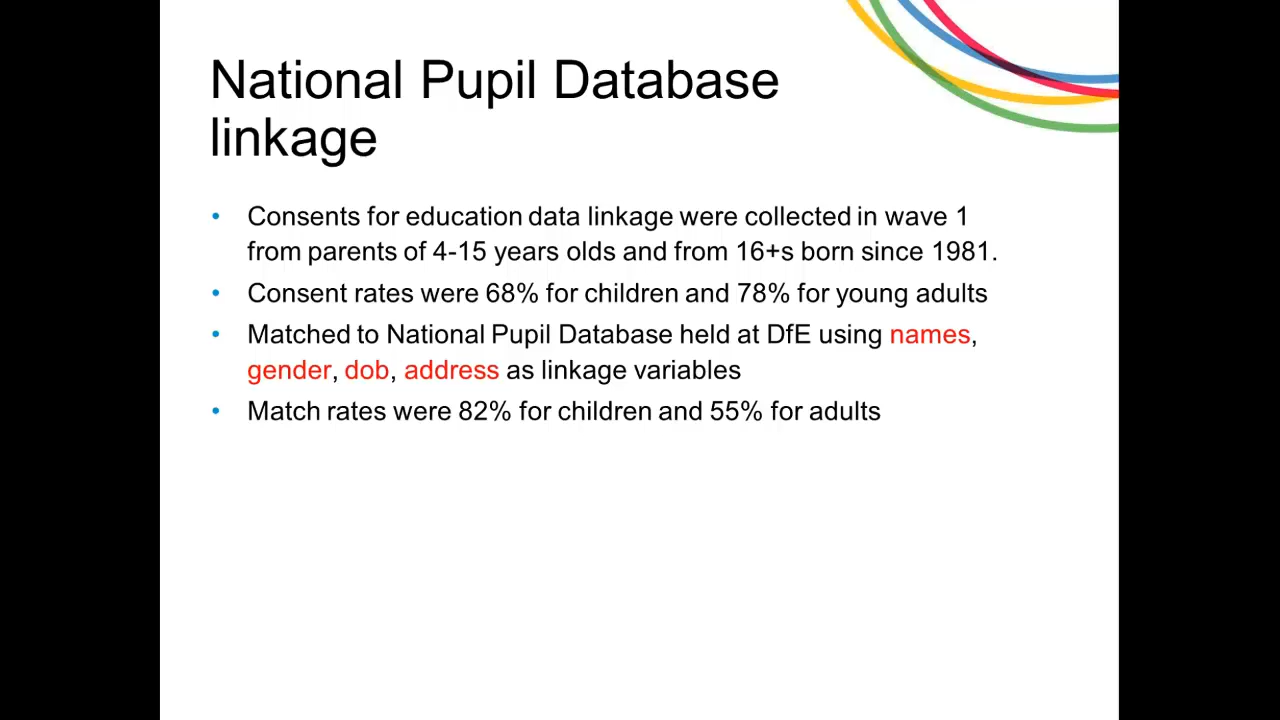 National Pupil Database
linkage
• Consents for education data linkage were collected in wave 1
from parents of 4-15 years olds and from 16+s born since 1981.
• Consent rates were 68% for children and 78% for young adults
• Matched to National Pupil Database held at DfE using names,
gender, dob, address as linkage variables
• Match rates were 82% for children and 55% for adults